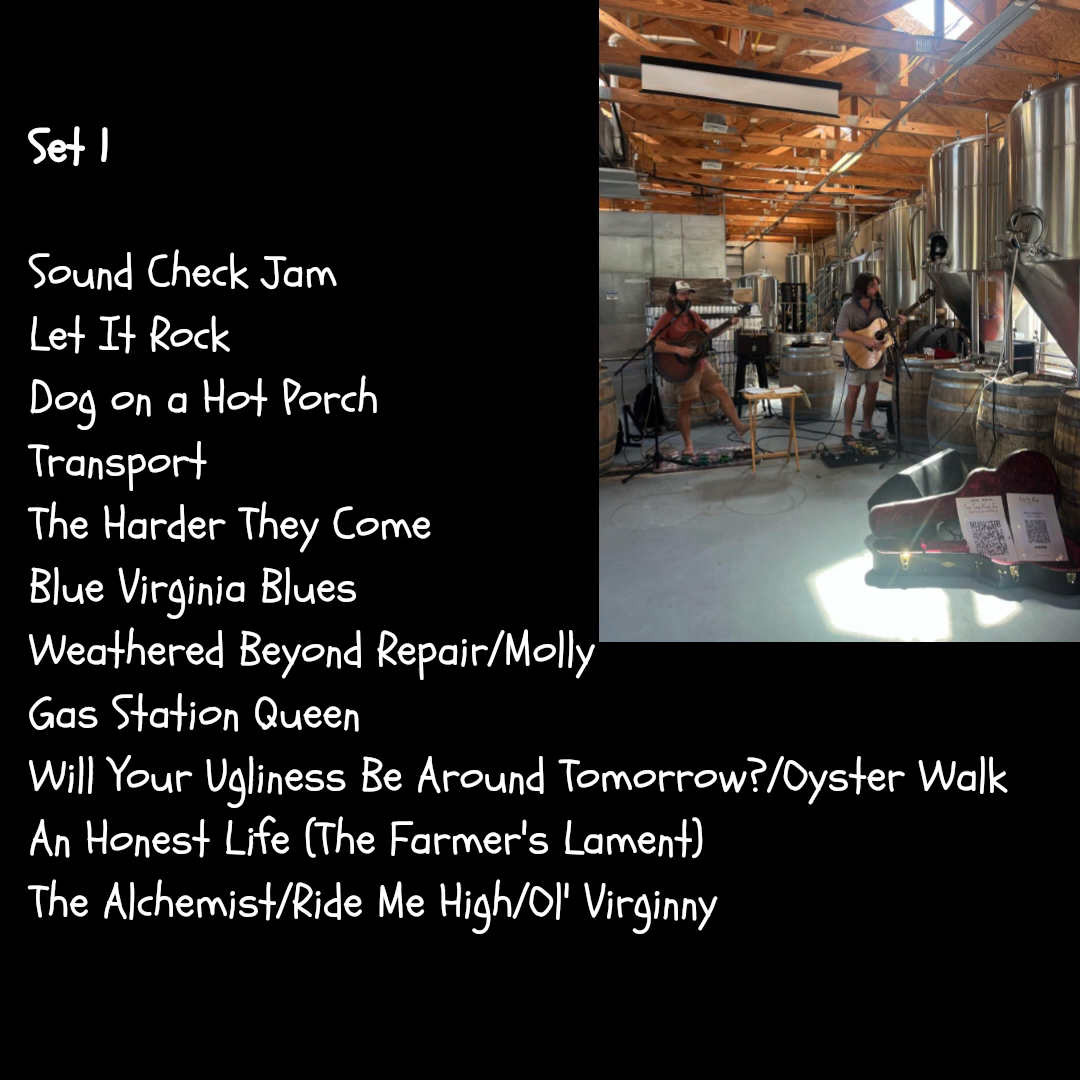 Set 1
Sound Check Jam
Let It Rock
Dog on a Hot Porch
Transport
The Harder They Come
Blue Virginia Blues
Weathered Beyond Repair/Molly
Gas Station Queen
Will Your Ugliness Be Around Tomorrow?/Oyster Walk
An Honest Life (The Farmer's Lament)
The Alchemist/Ride Me High/Ol' Virginny